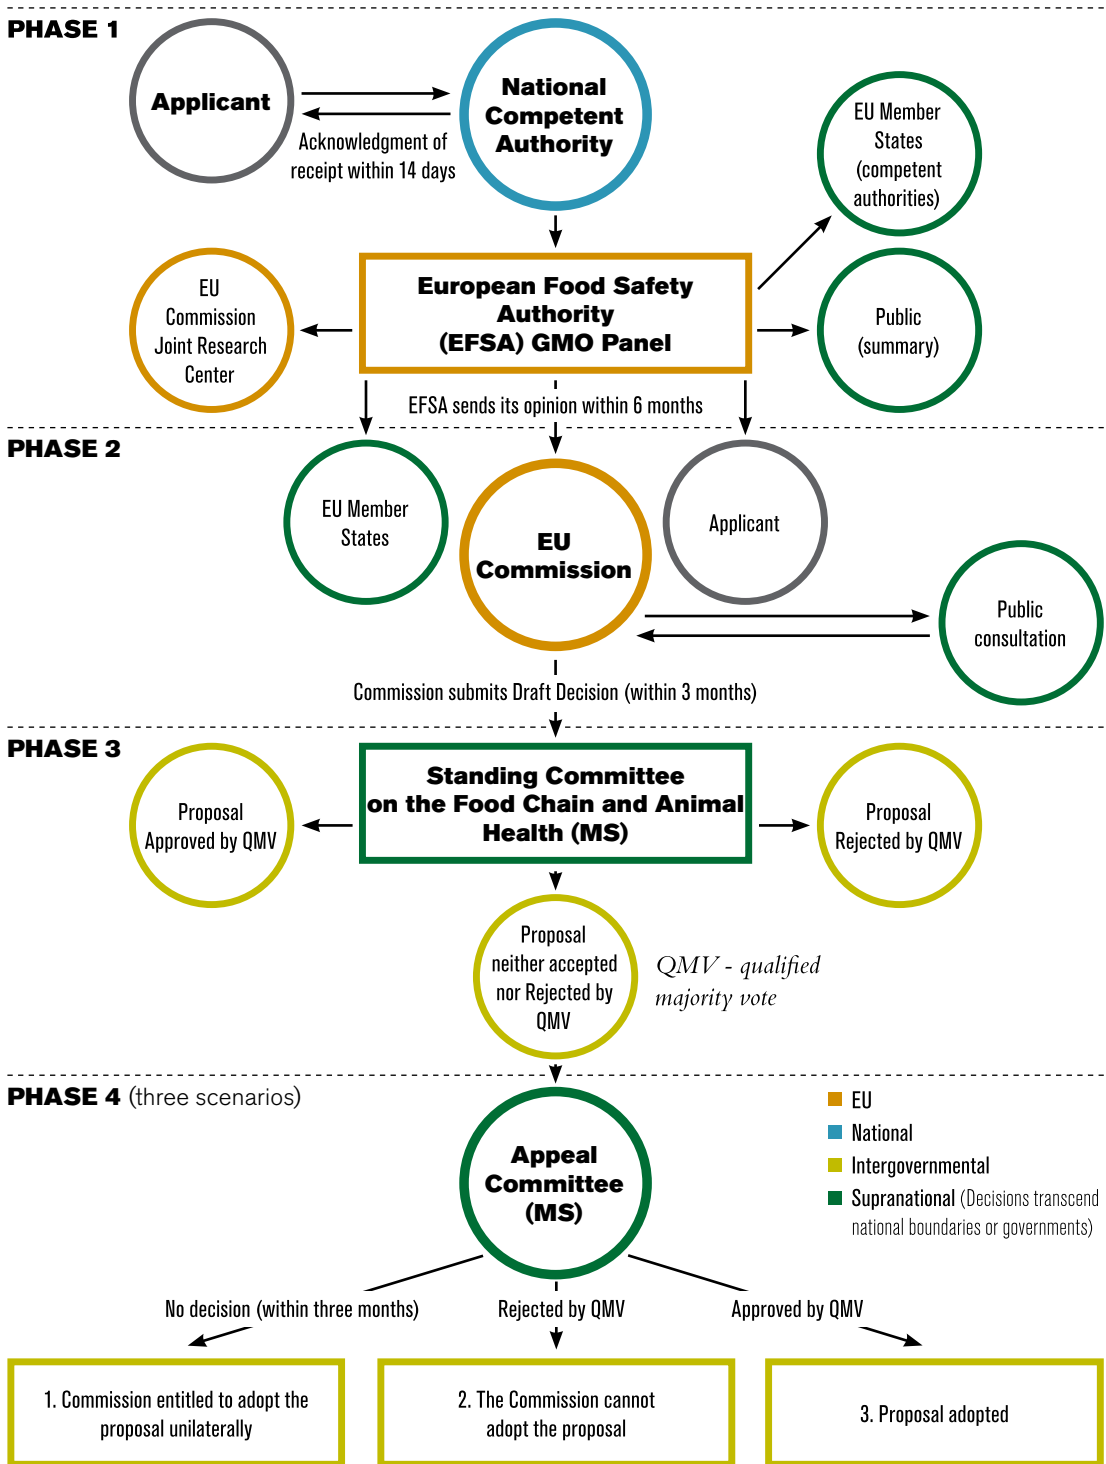 PHASE 1
Applicant
National
Competent
Authority
Acknowledgment of
receipt within 14 days
EU Member
States
(competent
authorities)
EU
Commission
Joint Research
Center
European Food Safety
Authority
(EFSA) GMO Panel
Public
(summary)
EFSA sends its opinion within 6 months
PHASE 2
EU Member
States
EU
Commission
Applicant
Public
consultation
Commission submits Draft Decision (within 3 months)
PHASE 3
Proposal
Approved by QMV
Standing Committee
on the Food Chain and Animal
Health (MS)
Proposal
Rejected by QMV
Proposal
neither accepted
nor Rejected by
QMV
QMV - qualified
majority vote
PHASE 4 (three scenarios)
Appeal
Committee
(MS)
EU
National
Intergovernmental
Supranational (Decisions transcend
national boundaries or governments)
No decision (within three months)
Rejected by QMV
Approved by QMV
1. Commission entitled to adopt the
proposal unilaterally
2. The Commission cannot
adopt the proposal
3. Proposal adopted